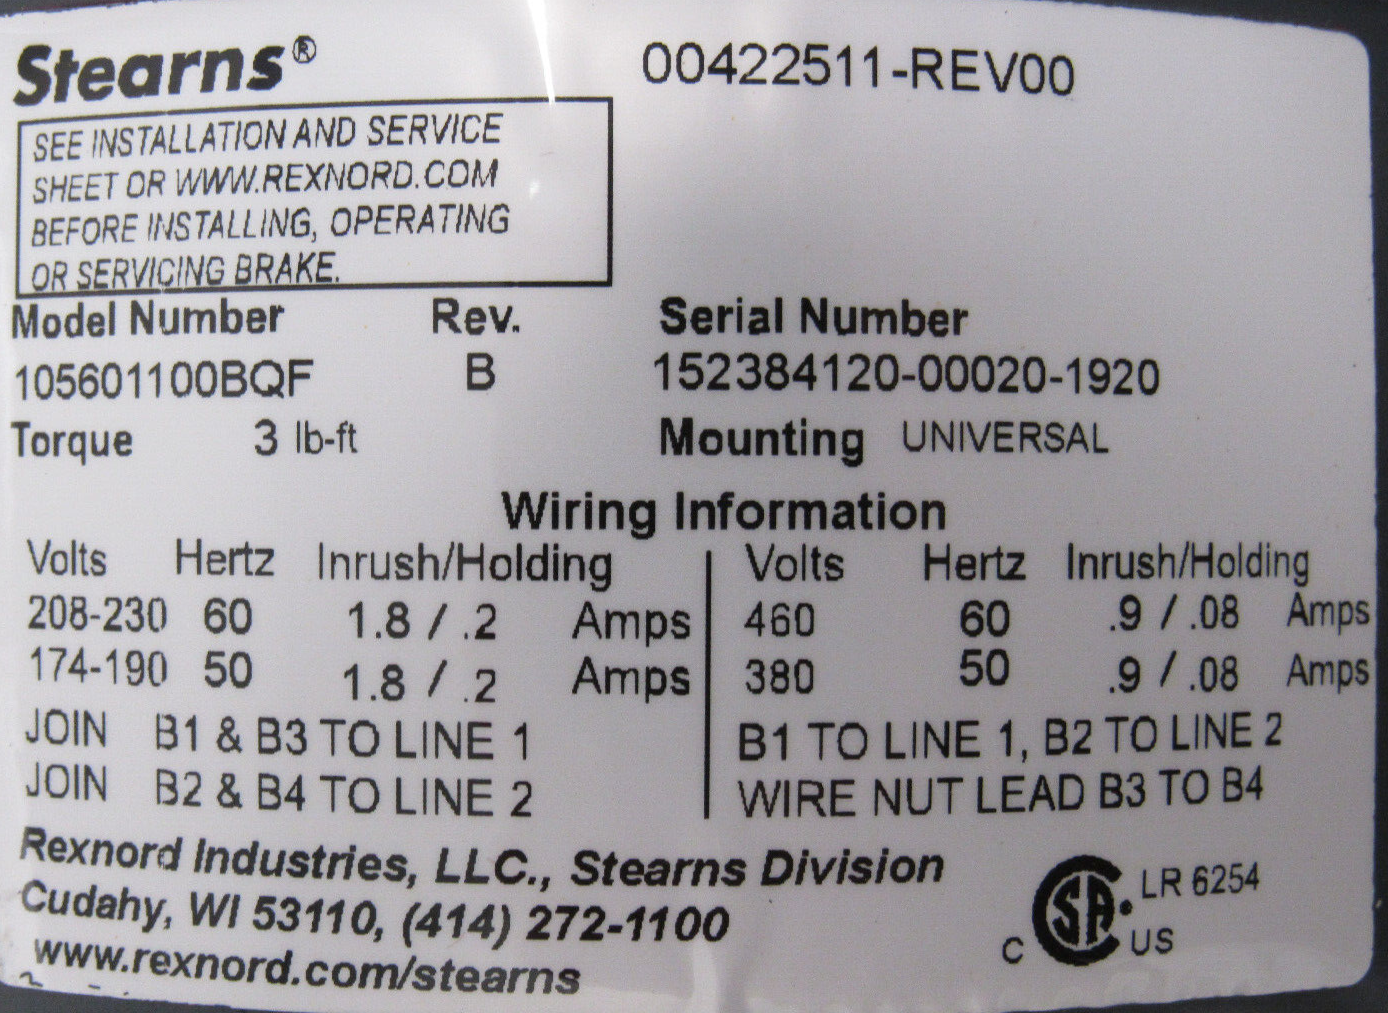 Stearns®
00422511-REV00
SEE INSTALLATION AND SERVICE
SHEET OR WWW.REXNORD.COM
BEFORE INSTALLING, OPERATING
OR SERVICING BRAKE.
Model Number Rev. Serial Number
105601100BQF B 152384120-00020-1920
Torque 3 lb-ft Mounting UNIVERSAL
Wiring Information
Volts Hertz Inrush/Holding
208-230 60 1.8 / .2 Amps
174-190 50 1.8 / .2 Amps
JOIN B1 & B3 TO LINE 1
JOIN B2 & B4 TO LINE 2
Volts Hertz Inrush/Holding
460 60 .9 / .08 Amps
380 50 .9 / .08 Amps
B1 TO LINE 1, B2 TO LINE 2
WIRE NUT LEAD B3 TO B4
Rexnord Industries, LLC., Stearns Division
Cudahy, WI 53110, (414) 272-1100
www.rexnord.com/stearns
C SA LR 6254
C US